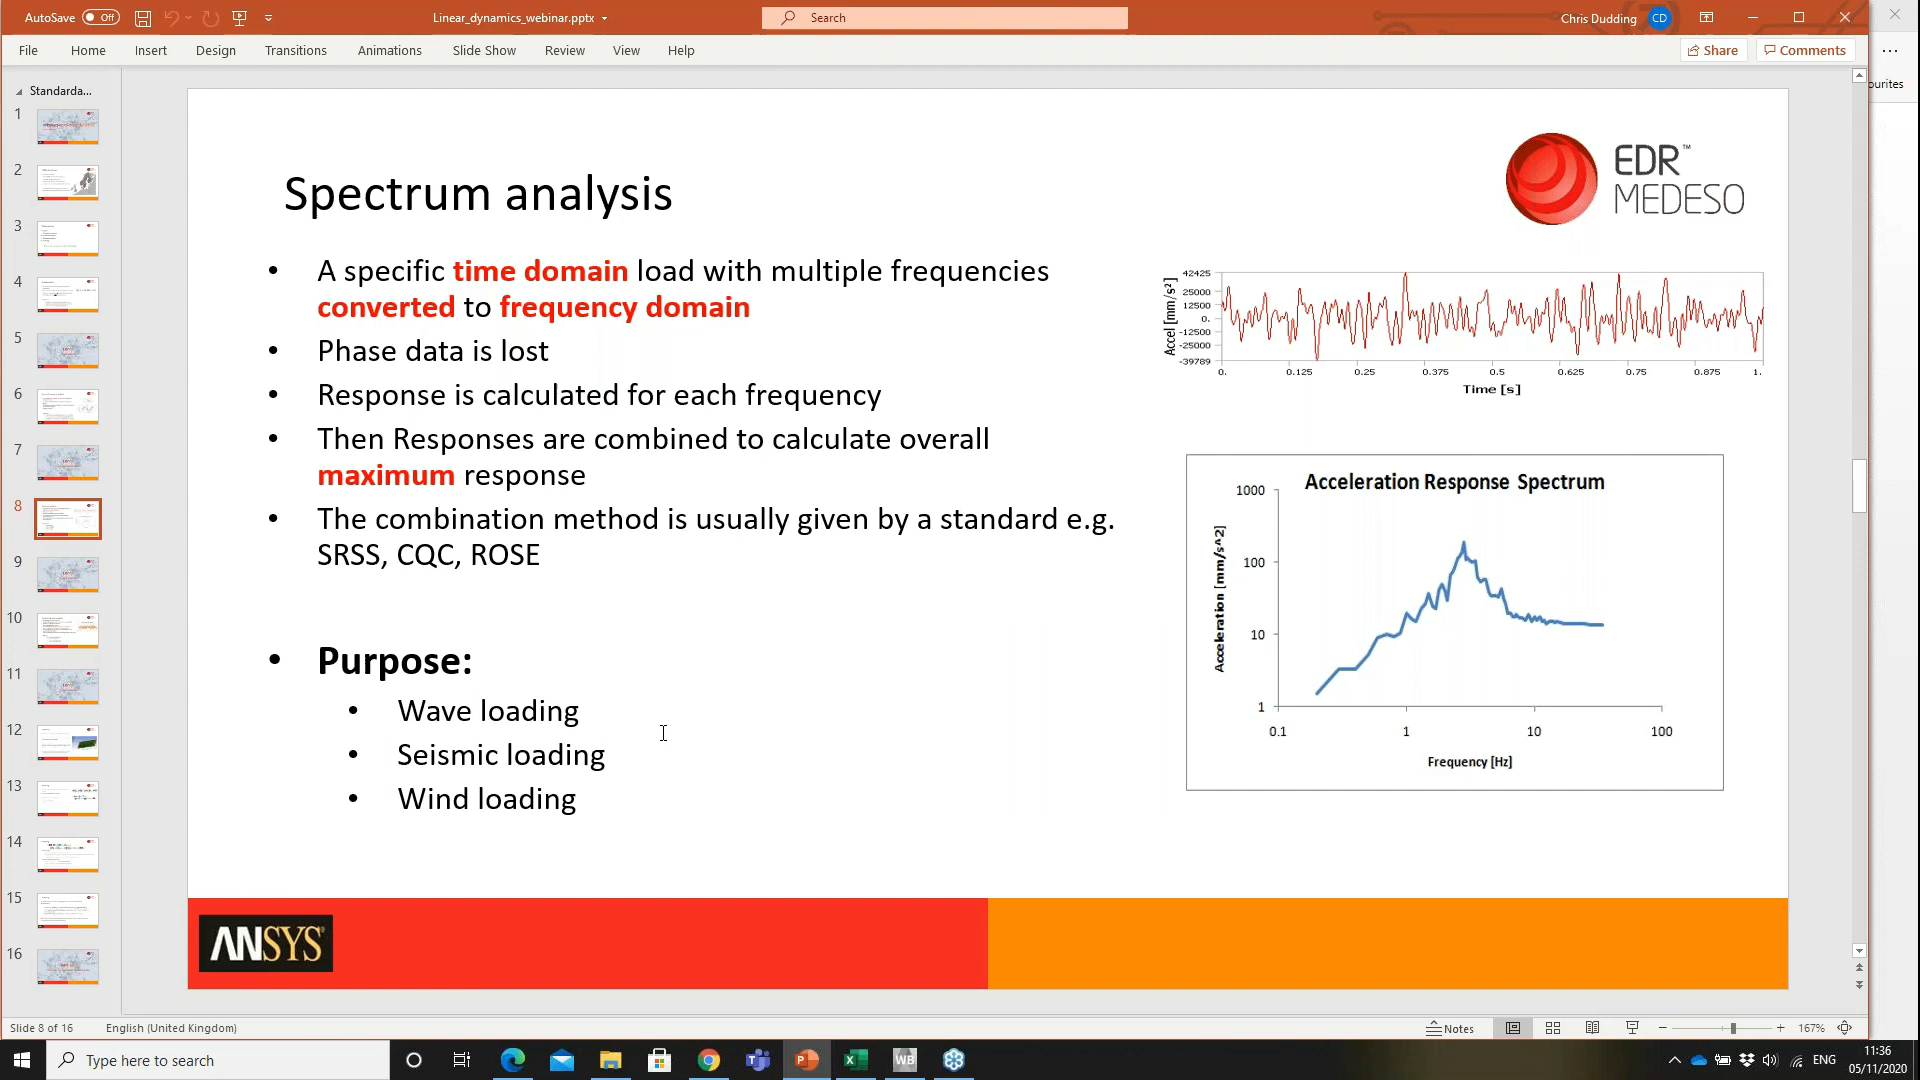 AutoSave Off
Linear_dynamics_webinar.pptx
Search
Chris Dudding CD
File Home Insert Design Transitions Animations Slide Show Review View Help
Share Comments
ourites
Standarda...
1
2
3
4
5
6
7
8
9
10
11
12
13
14
15
16
Spectrum analysis
EDR™
MEDESO
• A specific time domain load with multiple frequencies
converted to frequency domain
• Phase data is lost
• Response is calculated for each frequency
• Then Responses are combined to calculate overall
maximum response
• The combination method is usually given by a standard e.g.
SRSS, CQC, ROSE
• Purpose:
• Wave loading
• Seismic loading
• Wind loading
Accel [mm/s²]
42425
25000
12500
0.
-12500
-25000
-39789
0. 0.125 0.25 0.375 0.5 0.625 0.75 0.875 1.
Time [s]
Acceleration Response Spectrum
Acceleration [mm/s^2]
1000
100
10
1
0.1 1 10 100
Frequency [Hz]
ANSYS
Slide 8 of 16 English (United Kingdom)
Notes
167%
Type here to search
WB
ENG
11:36
05/11/2020